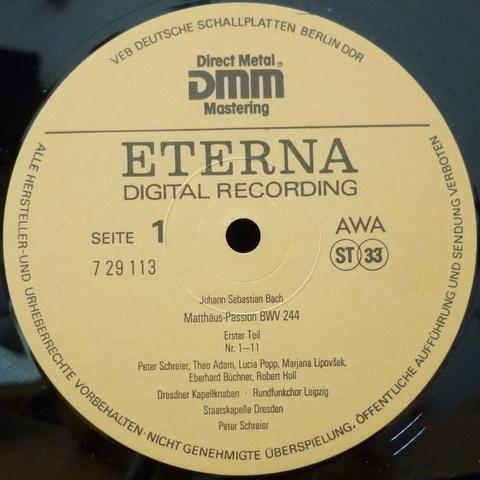 VEB DEUTSCHE SCHALLPLATTEN BERLIN DDR
Direct Metal
DMM®
Mastering
ETERNA
DIGITAL RECORDING
SEITE 1
AWA
7 29 113
ST 33
Johann Sebastian Bach
Matthäus-Passion BWV 244
Erster Teil
Nr. 1–11
Peter Schreier, Theo Adam, Lucia Popp, Marjana Lipovšek,
Eberhard Büchner, Robert Holl
Dresdner Kapellknaben · Rundfunkchor Leipzig
Staatskapelle Dresden
Peter Schreier
ALLE HERSTELLER-UND URHEBERRECHTE VORBEHALTEN·NICHT GENEHMIGTE ÜBERSPIELUNG, ÖFFENTLICHE AUFFÜHRUNG UND SENDUNG VERBOTEN